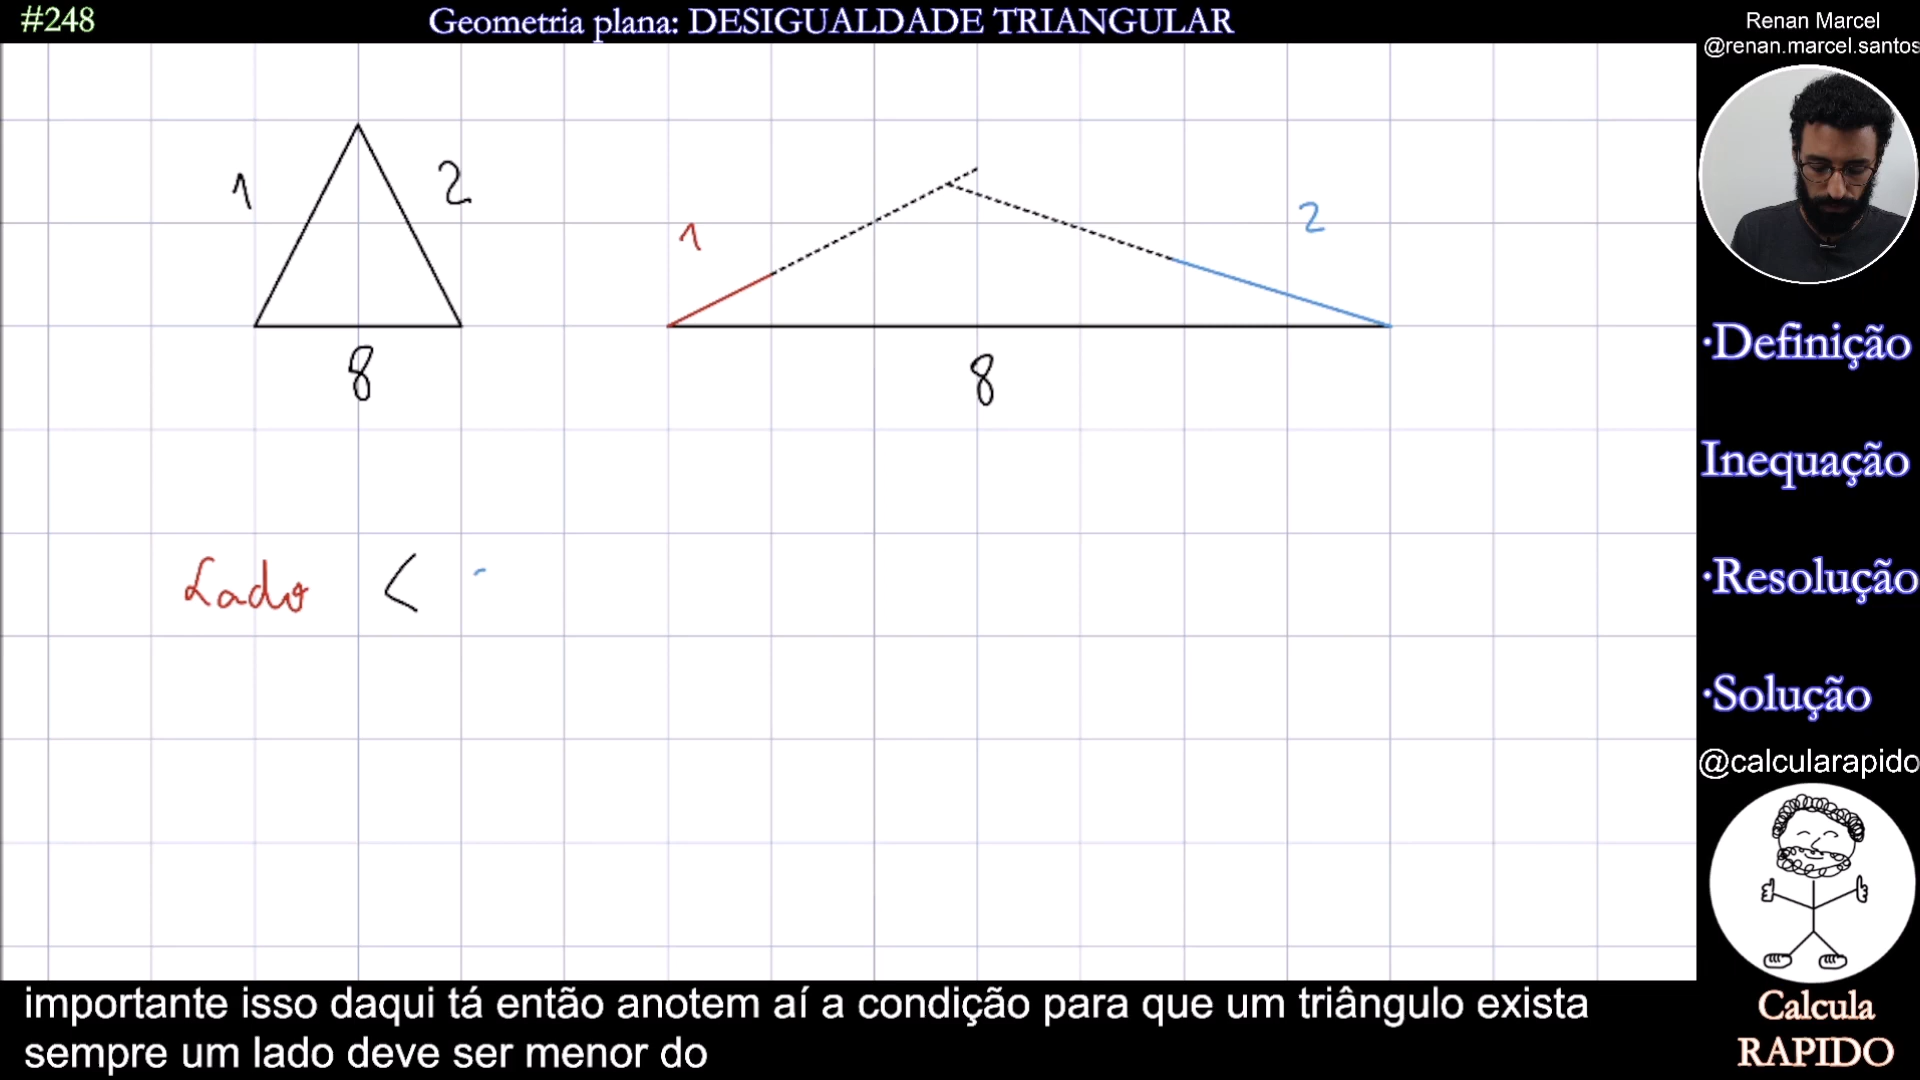 #248
Geometria plana: DESIGUALDADE TRIANGULAR
Renan Marcel
@renan.marcel.santos
1
2
8
1
2
8
Lado <
·Definição
Inequação
·Resolução
·Solução
@calcularapido
Calcula
RAPIDO
importante isso daqui tá então anotem aí a condição para que um triângulo exista
sempre um lado deve ser menor do